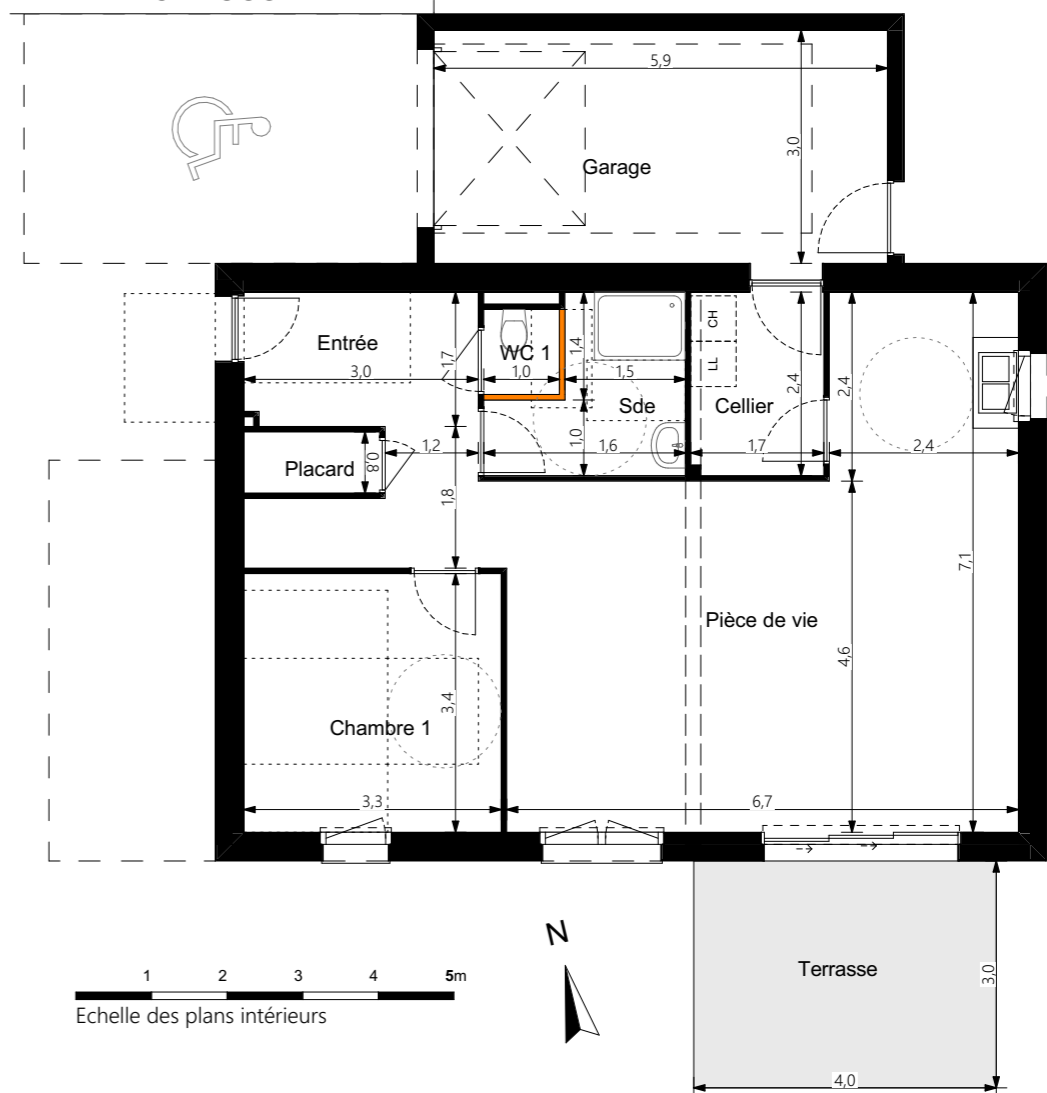 5,9
3,0
Garage
Entrée
3,0
1,7
WC 1
1,0
1,4
1,5
Sde
1,0
1,6
CH
LL
Cellier
2,4
1,7
2,4
2,4
Placard
0,8
1,2
1,8
7,1
Pièce de vie
4,6
Chambre 1
3,4
3,3
6,7
N
Terrasse
3,0
4,0
1 2 3 4 5m
Echelle des plans intérieurs